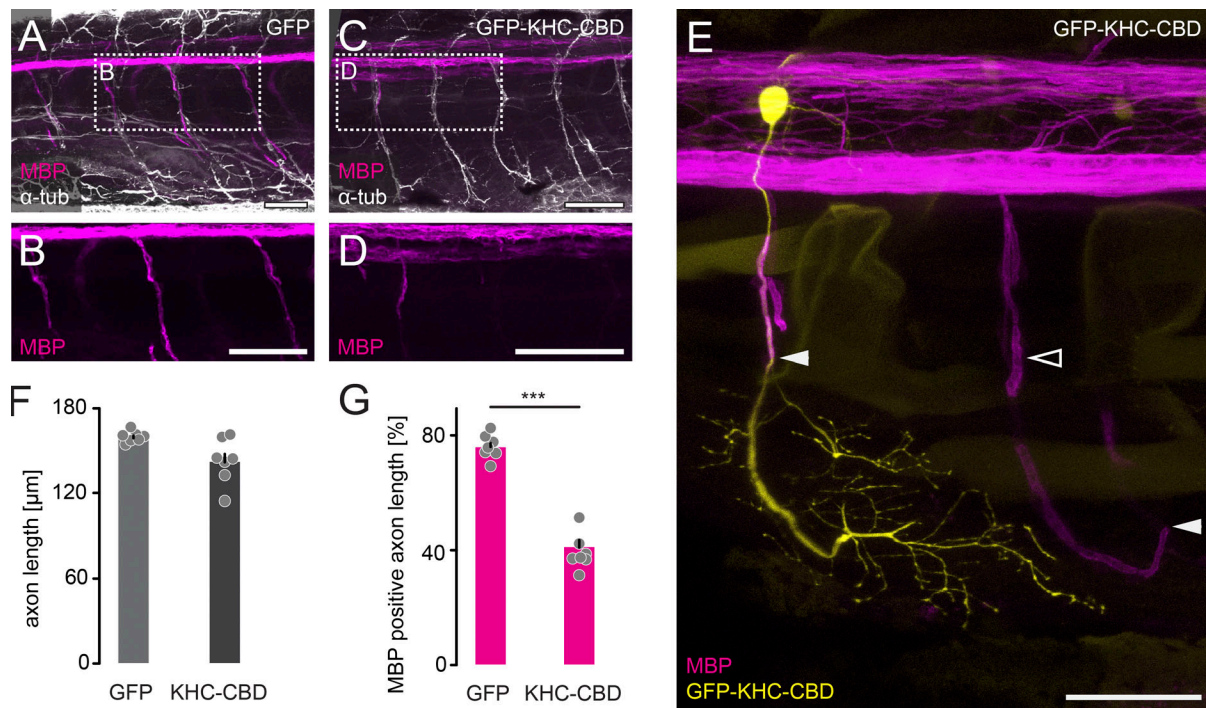 A
GFP
B
MBP
α-tub
C
GFP-KHC-CBD
D
MBP
α-tub
B
MBP
D
MBP
E
GFP-KHC-CBD
MBP
GFP-KHC-CBD
F
axon length [µm]
180
120
60
0
GFP
KHC-CBD
G
MBP positive axon length [%]
***
80
40
0
GFP
KHC-CBD